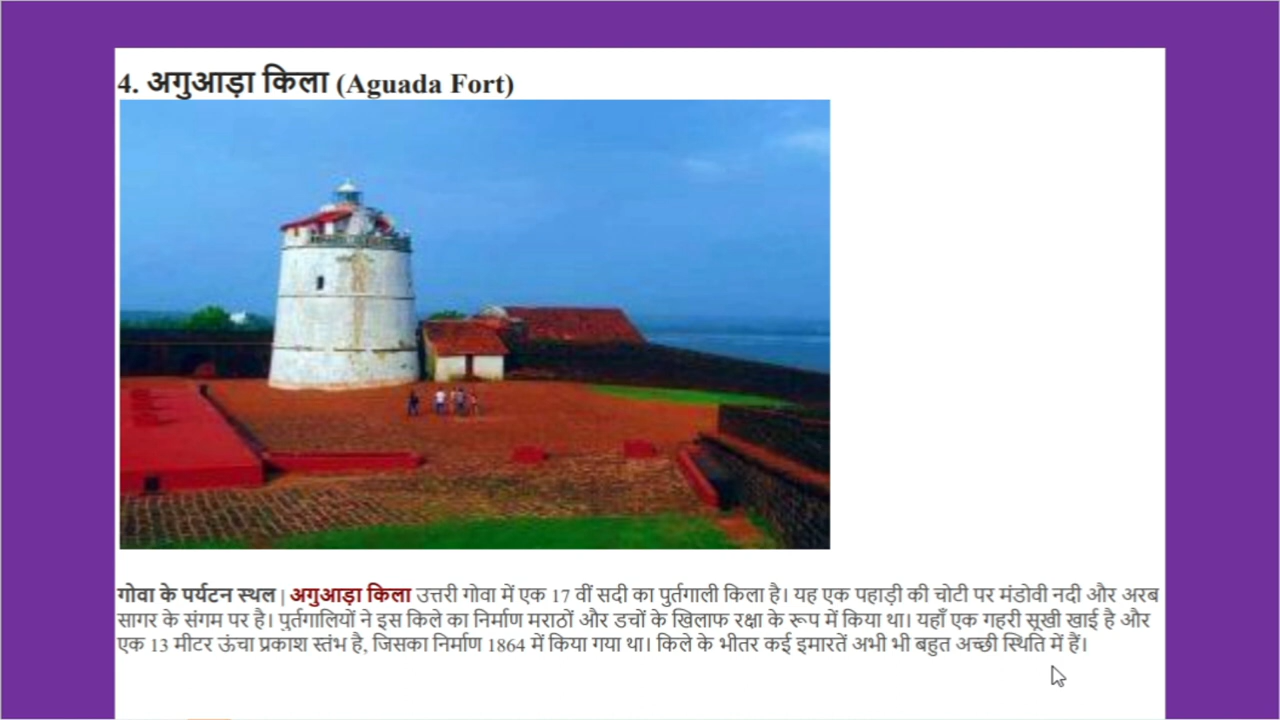 4. अगुआड़ा किला (Aguada Fort)
गोवा के पर्यटन स्थल | अगुआड़ा किला उत्तरी गोवा में एक 17 वीं सदी का पुर्तगाली किला है। यह एक पहाड़ी की चोटी पर मंडोवी नदी और अरब
सागर के संगम पर है। पुर्तगालियों ने इस किले का निर्माण मराठों और डचों के खिलाफ रक्षा के रूप में किया था। यहाँ एक गहरी सूखी खाई है और
एक 13 मीटर ऊंचा प्रकाश स्तंभ है, जिसका निर्माण 1864 में किया गया था। किले के भीतर कई इमारतें अभी भी बहुत अच्छी स्थिति में हैं।